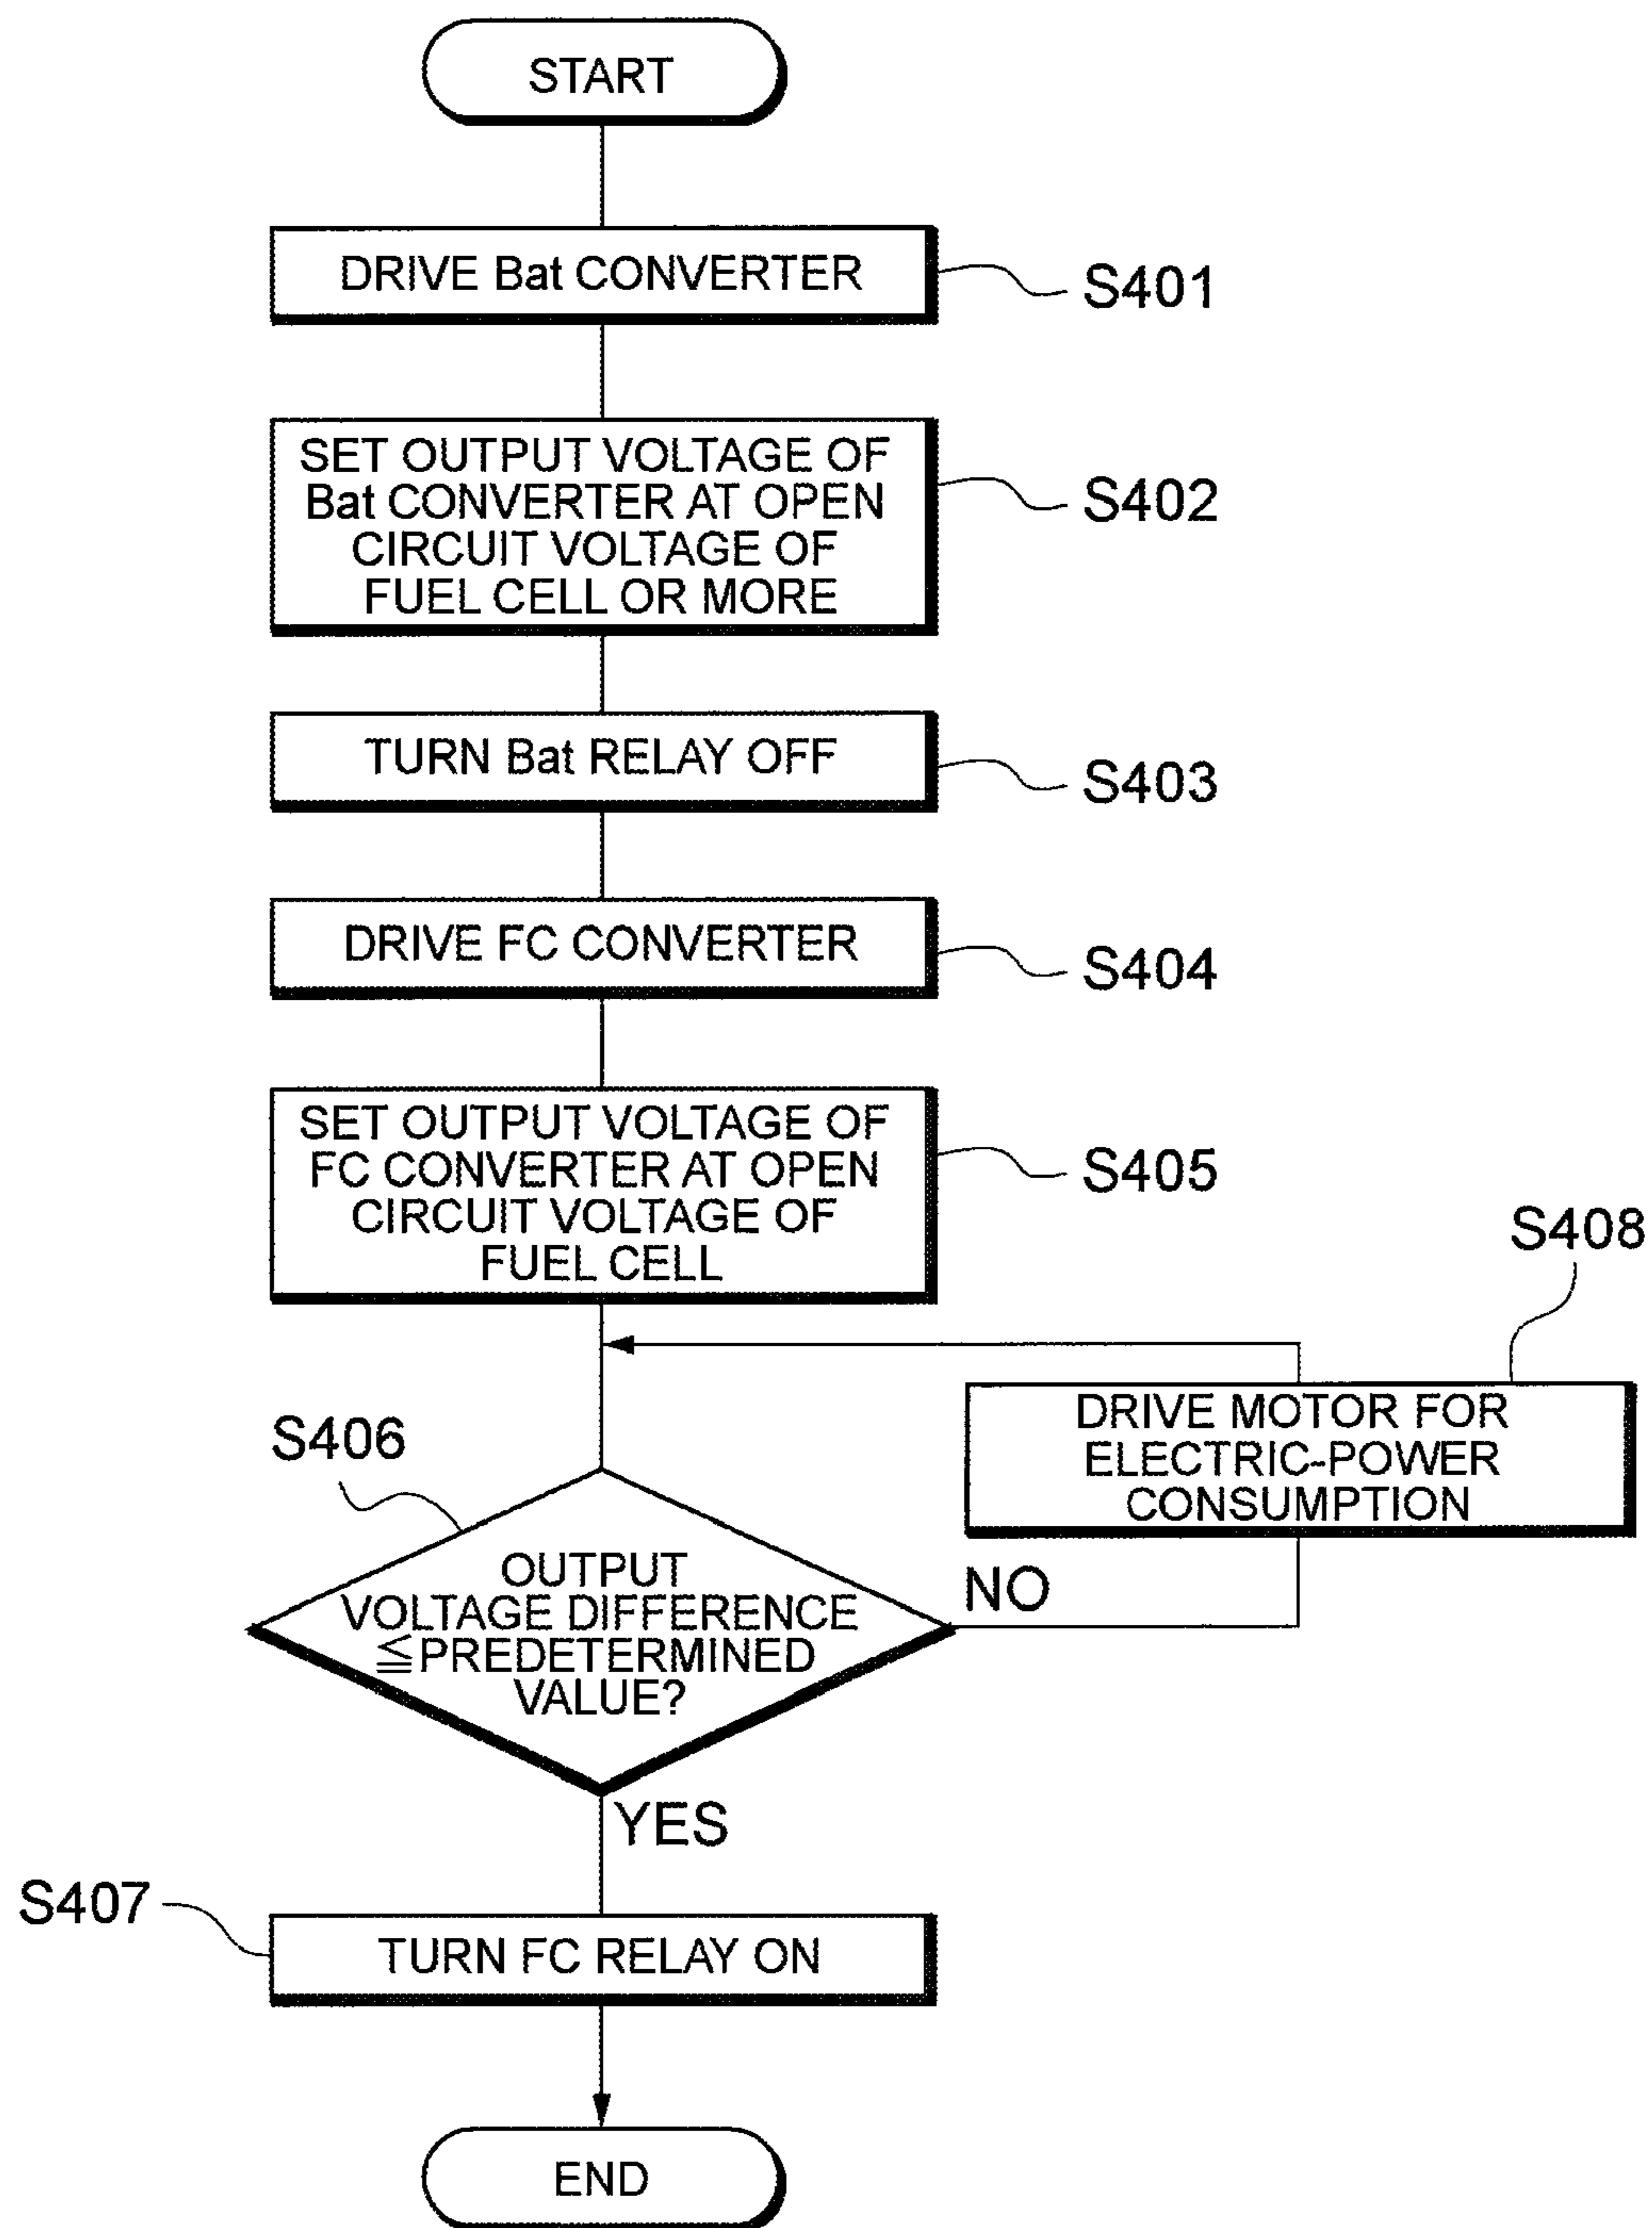 START
DRIVE Bat CONVERTER
S401
SET OUTPUT VOLTAGE OF
Bat CONVERTER AT OPEN
CIRCUIT VOLTAGE OF
FUEL CELL OR MORE
S402
TURN Bat RELAY OFF
S403
DRIVE FC CONVERTER
S404
SET OUTPUT VOLTAGE OF
FC CONVERTER AT OPEN
CIRCUIT VOLTAGE OF
FUEL CELL
S405
S408
DRIVE MOTOR FOR
ELECTRIC-POWER
CONSUMPTION
S406
OUTPUT
VOLTAGE DIFFERENCE
≦PREDETERMINED
VALUE?
NO
YES
S407
TURN FC RELAY ON
END